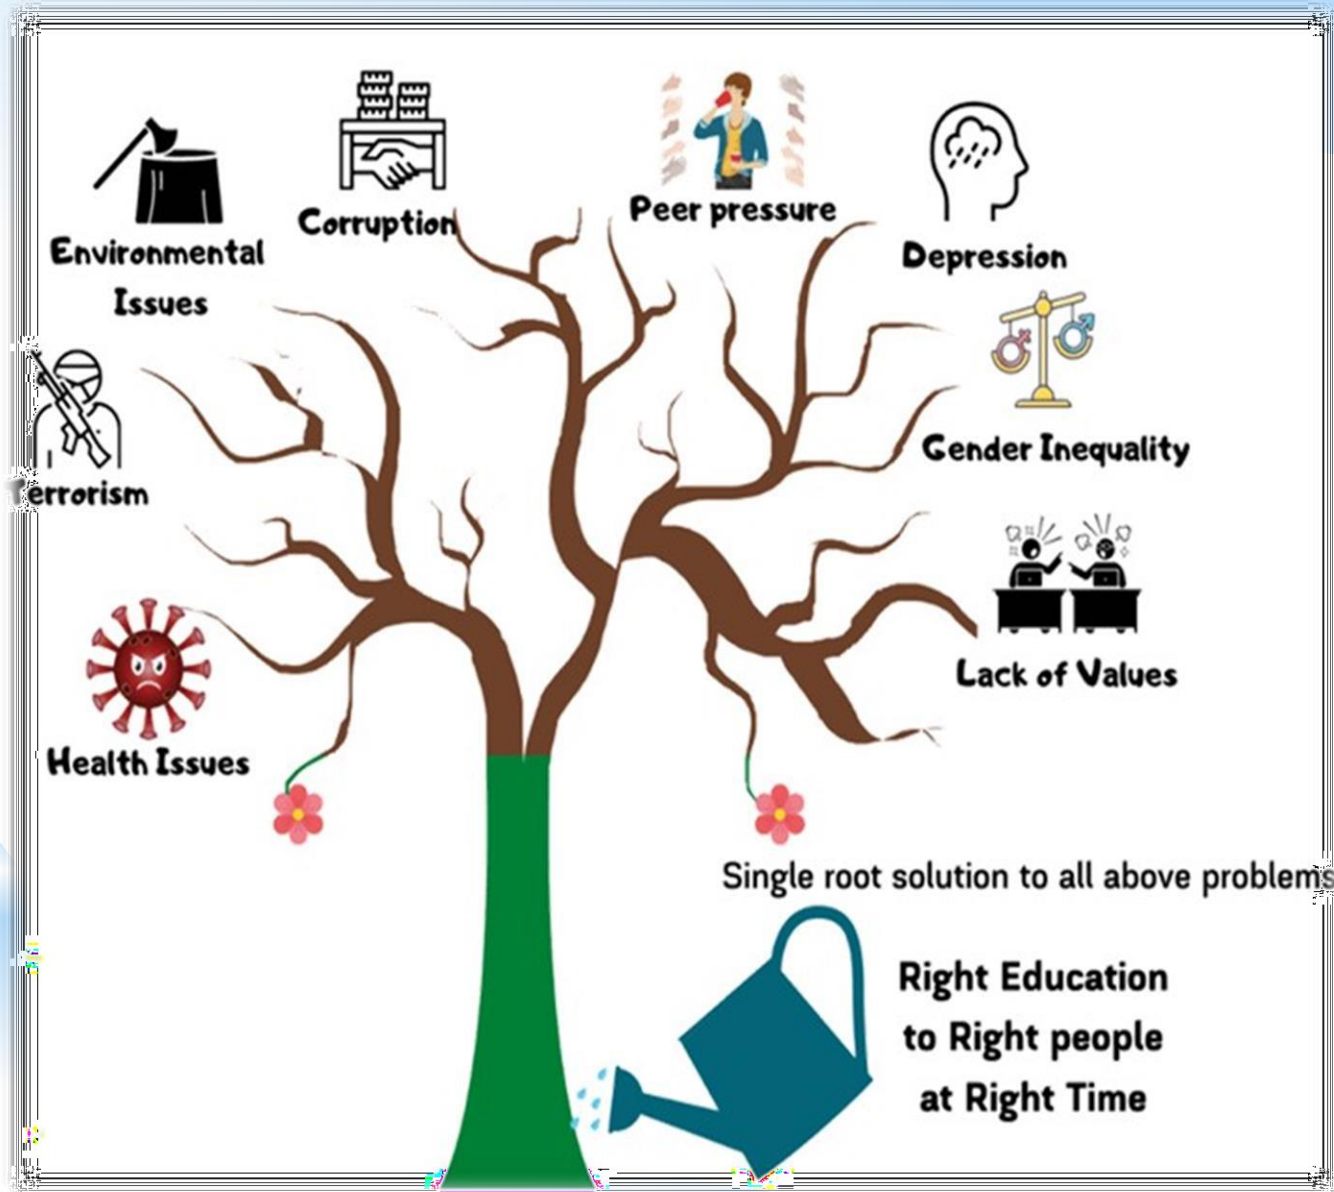 Corruption
Peer pressure
Environmental
Issues
Depression
Terrorism
Gender Inequality
Lack of Values
Health Issues
Single root solution to all above problems
Right Education
to Right people
at Right Time